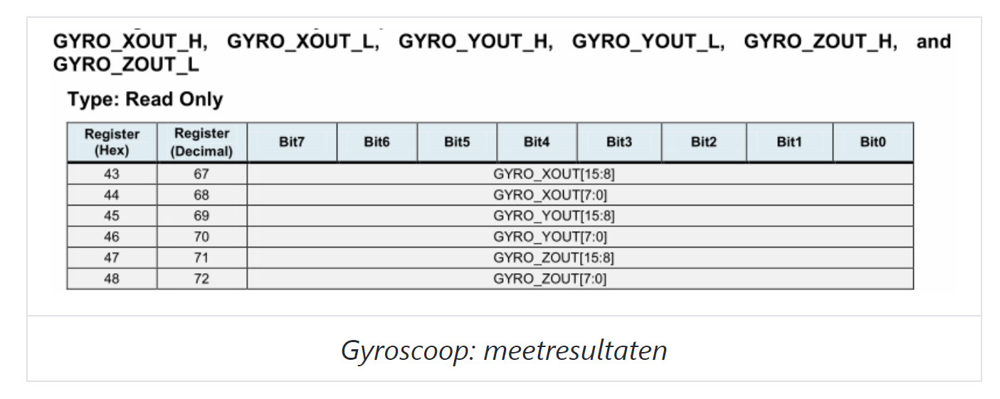 GYRO_XOUT_H, GYRO_XOUT_L, GYRO_YOUT_H, GYRO_YOUT_L, GYRO_ZOUT_H, and
GYRO_ZOUT_L
Type: Read Only
Register (Hex) Register (Decimal) Bit7 Bit6 Bit5 Bit4 Bit3 Bit2 Bit1 Bit0
43 67 GYRO_XOUT[15:8]
44 68 GYRO_XOUT[7:0]
45 69 GYRO_YOUT[15:8]
46 70 GYRO_YOUT[7:0]
47 71 GYRO_ZOUT[15:8]
48 72 GYRO_ZOUT[7:0]
Gyroscoop: meetresultaten